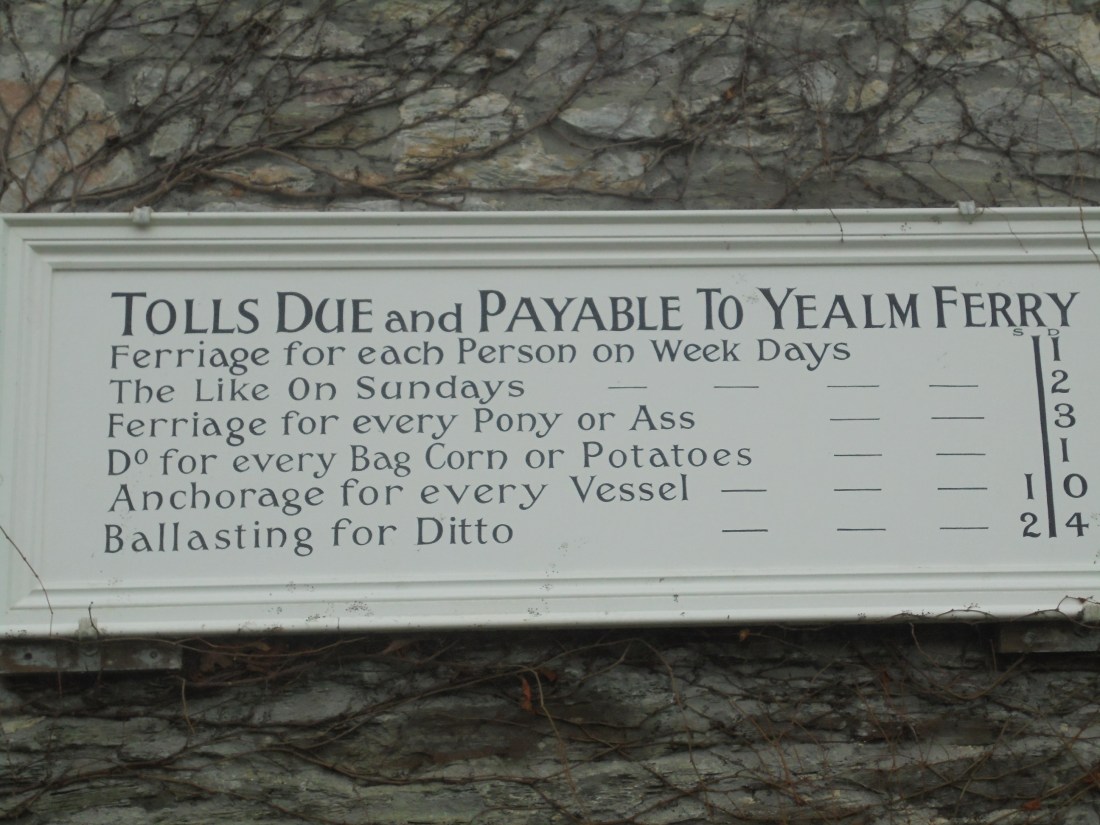 TOLLS DUE and PAYABLE TO YEALM FERRY
S D
Ferriage for each Person on Week Days 1
The Like On Sundays — — — — 2
Ferriage for every Pony or Ass — — 3
Dº for every Bag Corn or Potatoes — — 1
Anchorage for every Vessel — — — 1 0
Ballasting for Ditto — — — 2 4